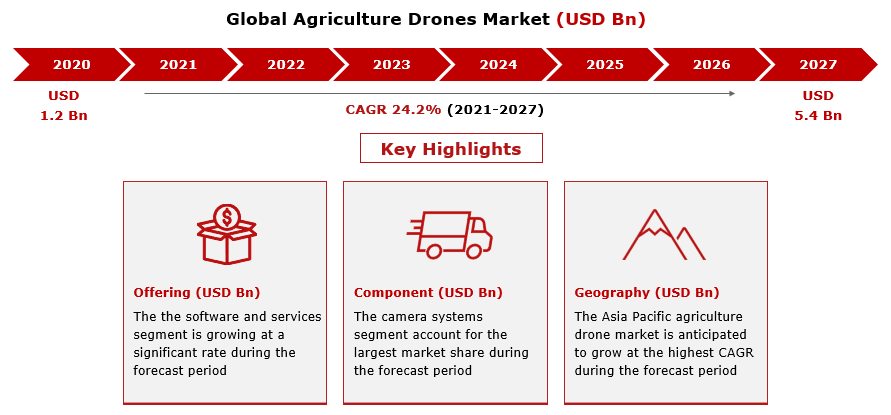 Global Agriculture Drones Market (USD Bn)
2020 2021 2022 2023 2024 2025 2026 2027
USD
1.2 Bn
USD
5.4 Bn
CAGR 24.2% (2021-2027)
Key Highlights
$
Offering (USD Bn)
The the software and services
segment is growing at a
significant rate during the
forecast period
Component (USD Bn)
The camera systems
segment account for the
largest market share during
the forecast period
Geography (USD Bn)
The Asia Pacific agriculture
drone market is anticipated
to grow at the highest CAGR
during the forecast period